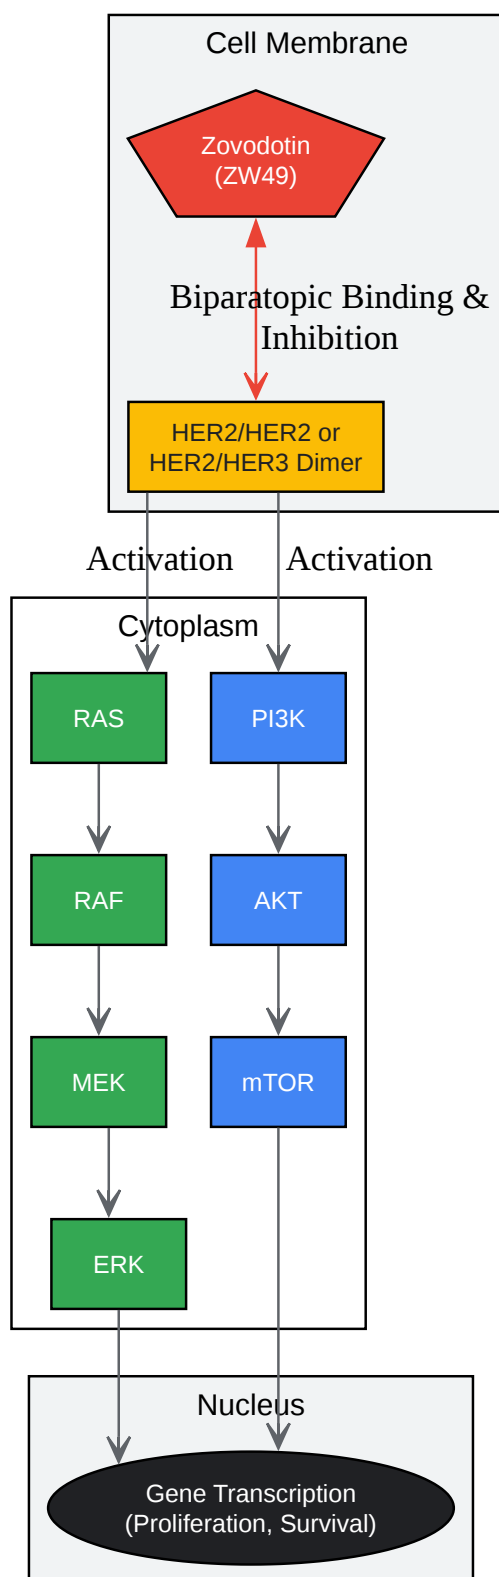 Cell Membrane
Zovodotin
(ZW49)
Biparatopic Binding &
Inhibition
HER2/HER2 or
HER2/HER3 Dimer
Activation
Activation
Cytoplasm
RAS
PI3K
RAF
AKT
MEK
mTOR
ERK
Nucleus
Gene Transcription
(Proliferation, Survival)